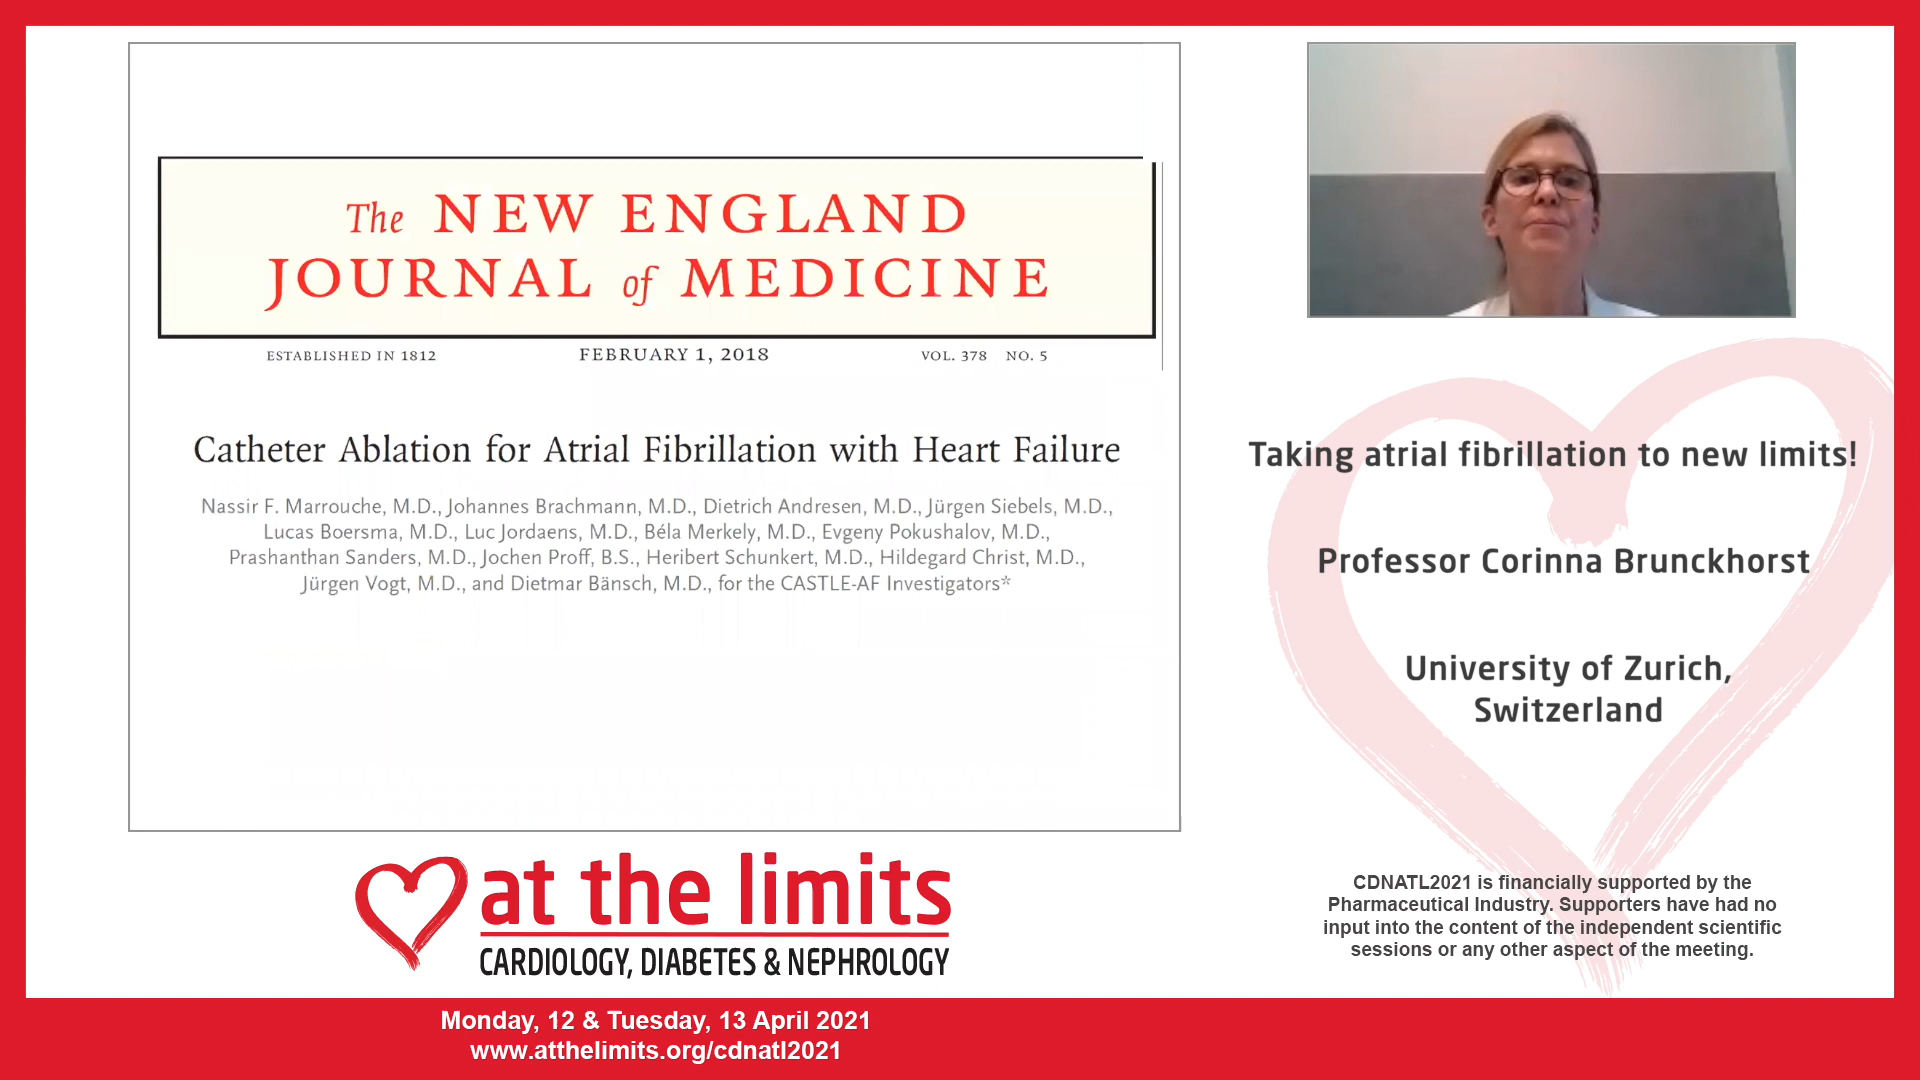 The NEW ENGLAND
JOURNAL of MEDICINE
ESTABLISHED IN 1812
FEBRUARY 1, 2018
VOL. 378 NO. 5
Catheter Ablation for Atrial Fibrillation with Heart Failure
Nassir F. Marrouche, M.D., Johannes Brachmann, M.D., Dietrich Andresen, M.D., Jürgen Siebels, M.D.,
Lucas Boersma, M.D., Luc Jordaens, M.D., Béla Merkely, M.D., Evgeny Pokushalov, M.D.,
Prashanthan Sanders, M.D., Jochen Proff, B.S., Heribert Schunkert, M.D., Hildegard Christ, M.D.,
Jürgen Vogt, M.D., and Dietmar Bänsch, M.D., for the CASTLE-AF Investigators*
Taking atrial fibrillation to new limits!
Professor Corinna Brunckhorst
University of Zurich,
Switzerland
CDNATL2021 is financially supported by the
Pharmaceutical Industry. Supporters have had no
input into the content of the independent scientific
sessions or any other aspect of the meeting.
at the limits
CARDIOLOGY, DIABETES & NEPHROLOGY
Monday, 12 & Tuesday, 13 April 2021
www.atthelimits.org/cdnatl2021